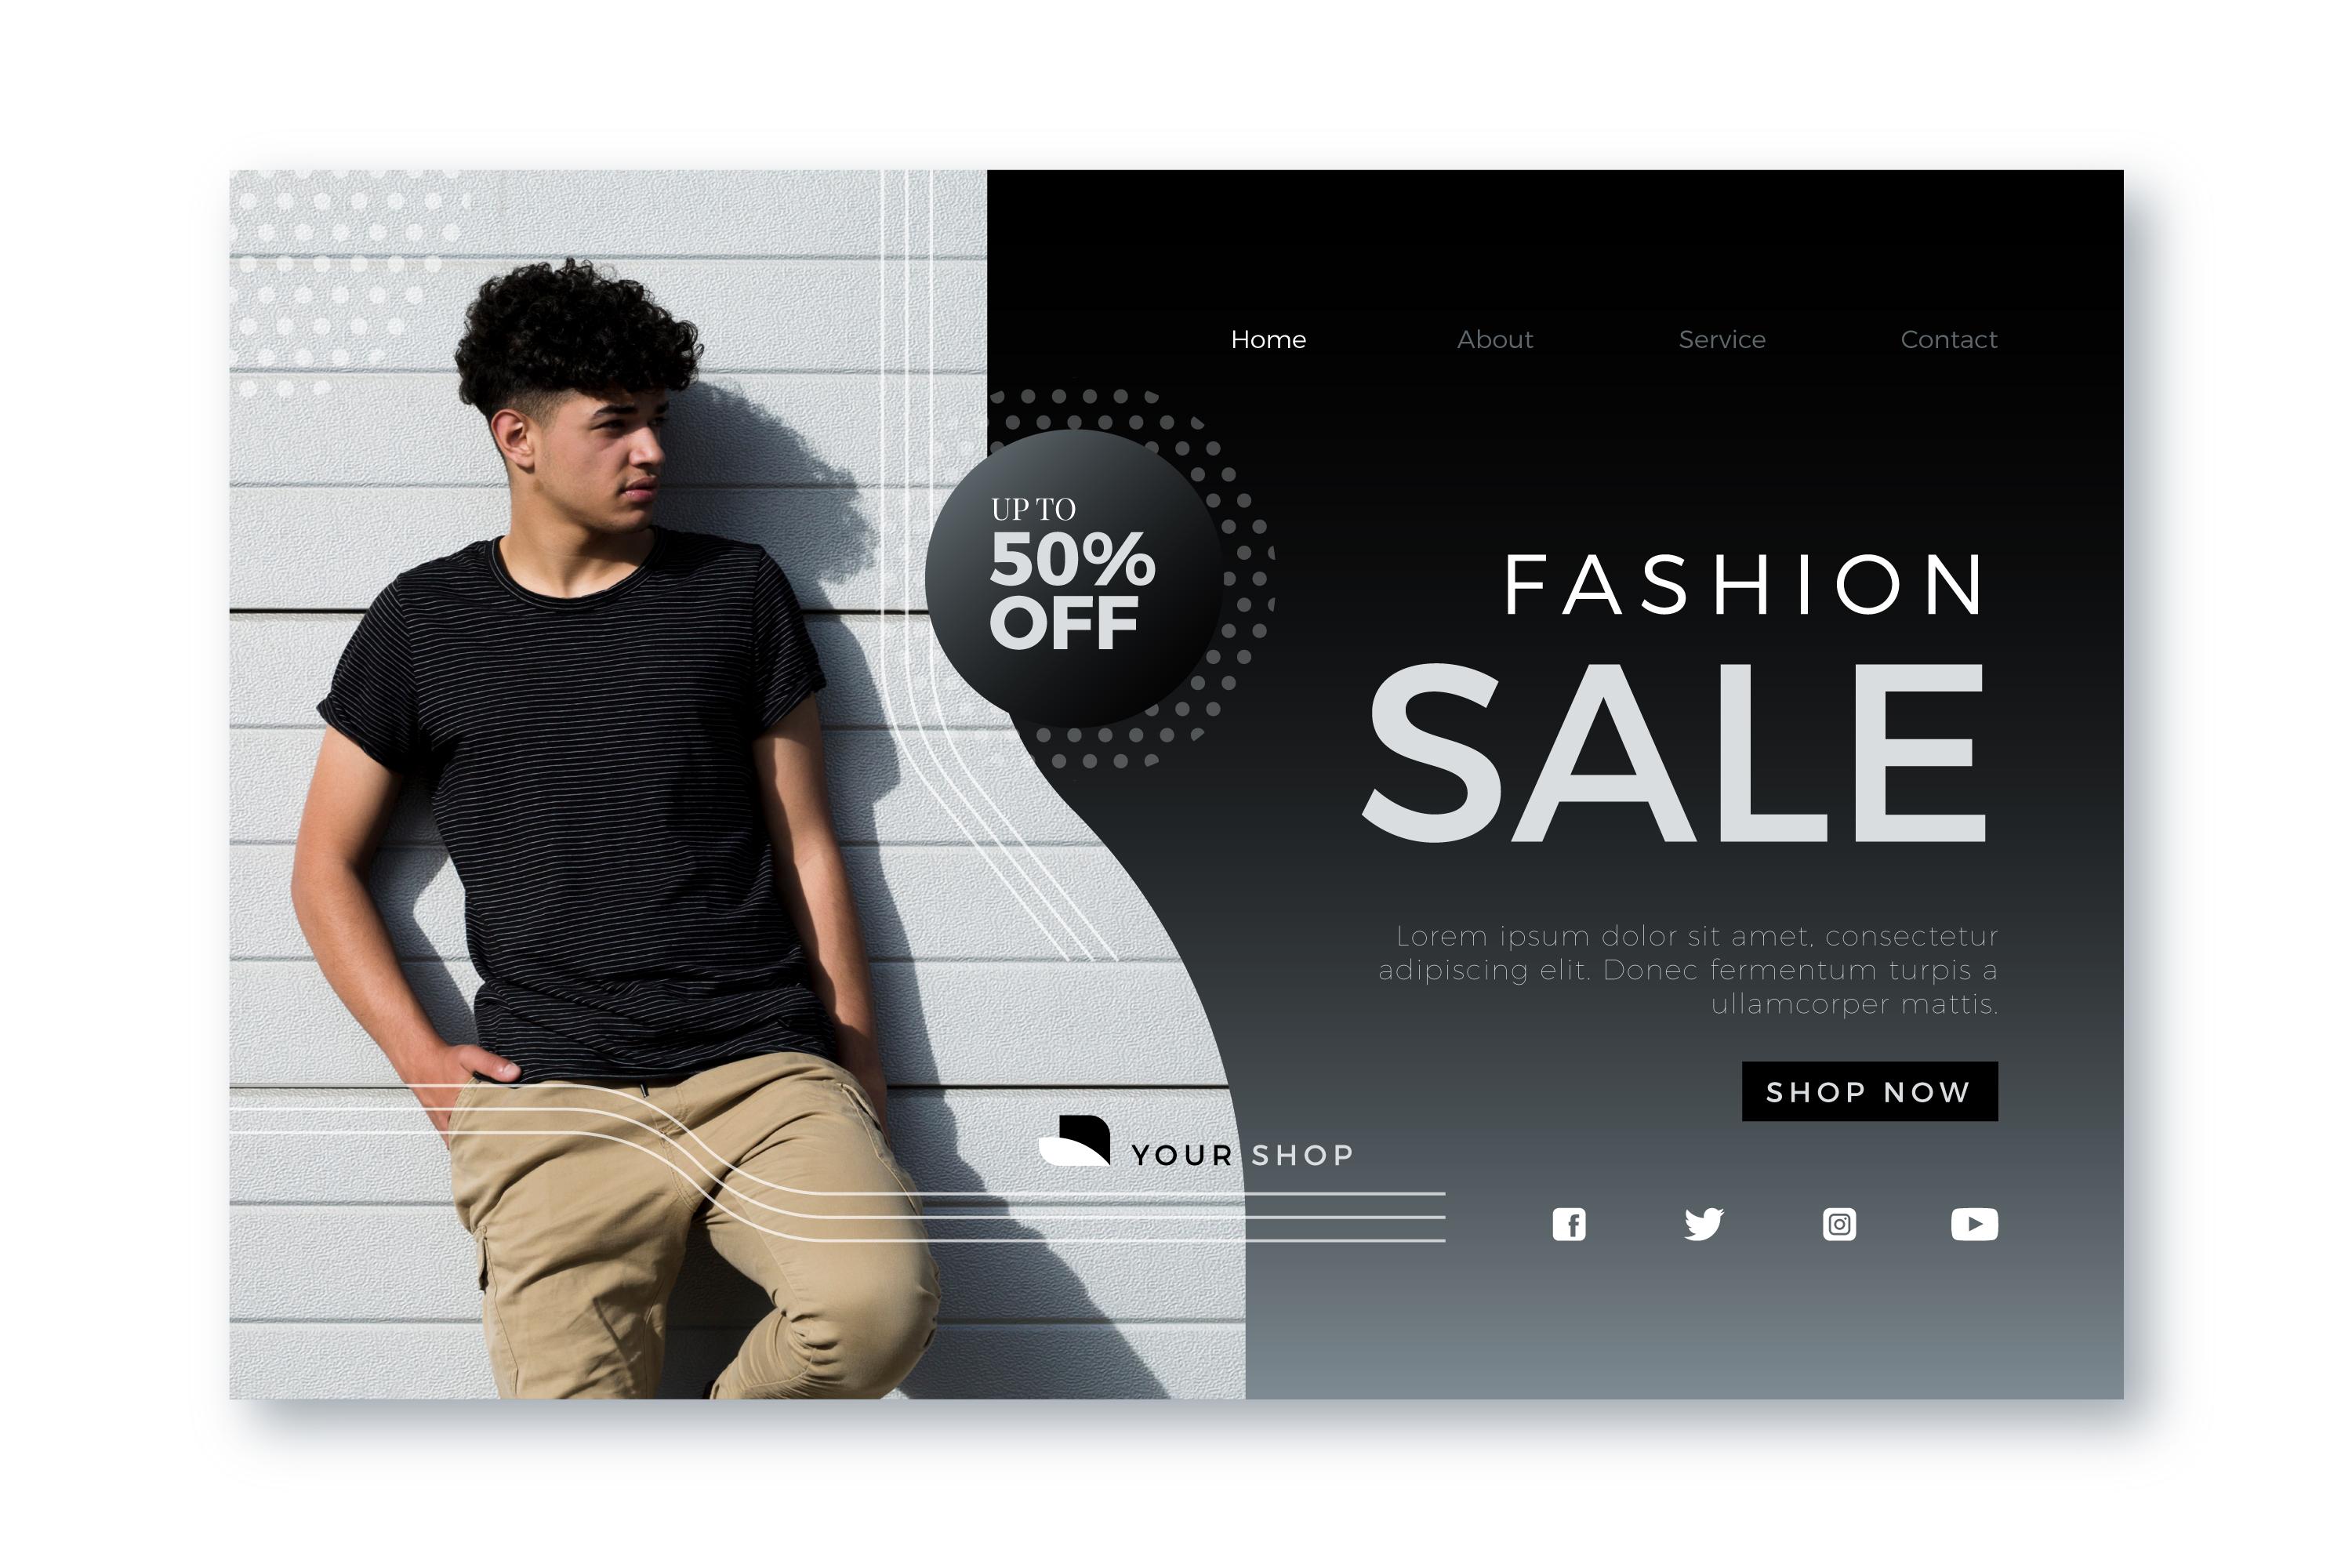 Home About Service Contact
UP TO
50%
OFF
FASHION
SALE
Lorem ipsum dolor sit amet, consectetur
adipiscing elit. Donec fermentum turpis a
ullamcorper mattis.
SHOP NOW
YOUR SHOP